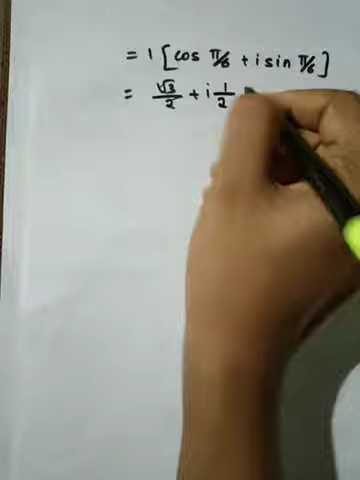 = 1 [cos π/6 + i sin π/6]
= √3/2 + i 1/2